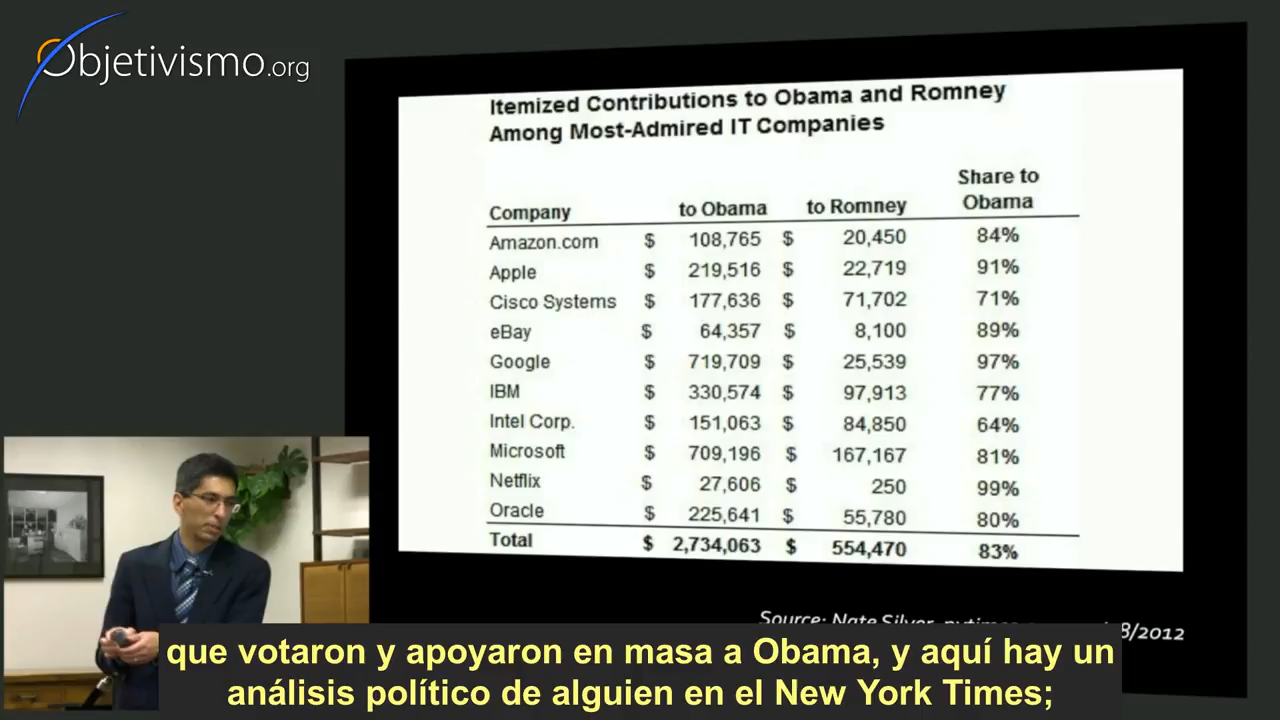 Objetivismo.org
Itemized Contributions to Obama and Romney
Among Most-Admired IT Companies
Company to Obama to Romney Share to Obama
Amazon.com $ 108,765 $ 20,450 84%
Apple $ 219,516 $ 22,719 91%
Cisco Systems $ 177,636 $ 71,702 71%
eBay $ 64,357 $ 8,100 89%
Google $ 719,709 $ 25,539 97%
IBM $ 330,574 $ 97,913 77%
Intel Corp. $ 151,063 $ 84,850 64%
Microsoft $ 709,196 $ 167,167 81%
Netflix $ 27,606 $ 250 99%
Oracle $ 225,641 $ 55,780 80%
Total $ 2,734,063 $ 554,470 83%
Source: Nate Silver, 8/2012
que votaron y apoyaron en masa a Obama, y aquí hay un
análisis político de alguien en el New York Times;